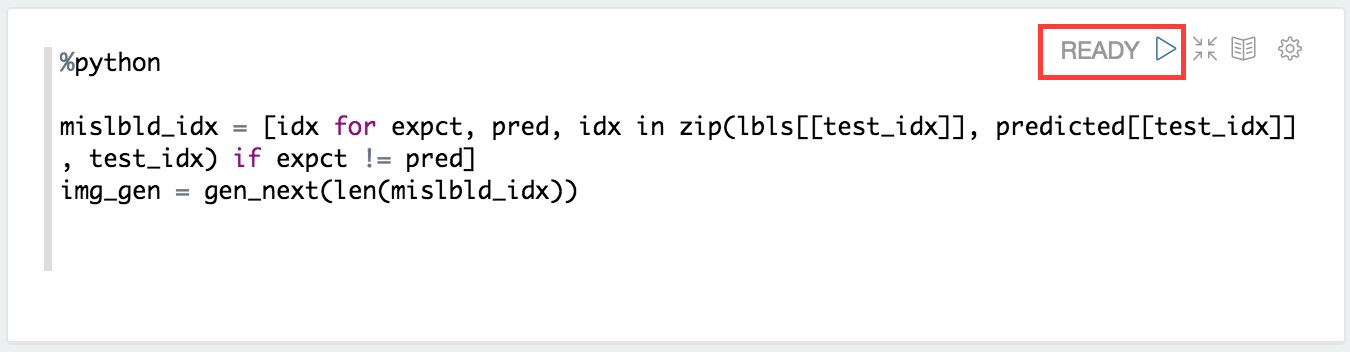 READY
%python
mislbld_idx = [idx for expct, pred, idx in zip(lbls[[test_idx]], predicted[[test_idx]]
, test_idx) if expct != pred]
img_gen = gen_next(len(mislbld_idx))